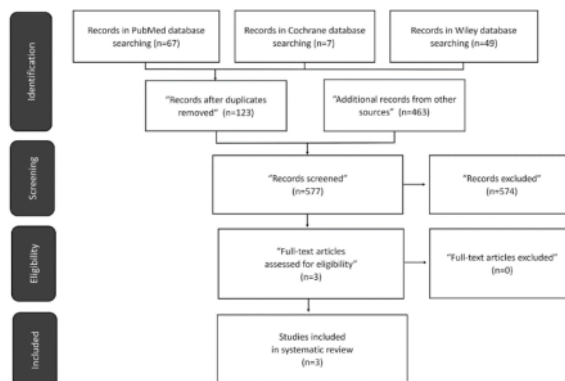 Identification
Records in PubMed database
searching (n=67)
Records in Cochrane database
searching (n=7)
Records in Wiley database
searching (n=49)
"Records after duplicates
removed" (n=123)
"Additional records from other
sources" (n=463)
Screening
"Records screened"
(n=577)
"Records excluded"
(n=574)
Eligibility
"Full-text articles
assessed for eligibility"
(n=3)
"Full-text articles excluded"
(n=0)
Included
Studies included
in systematic review
(n=3)